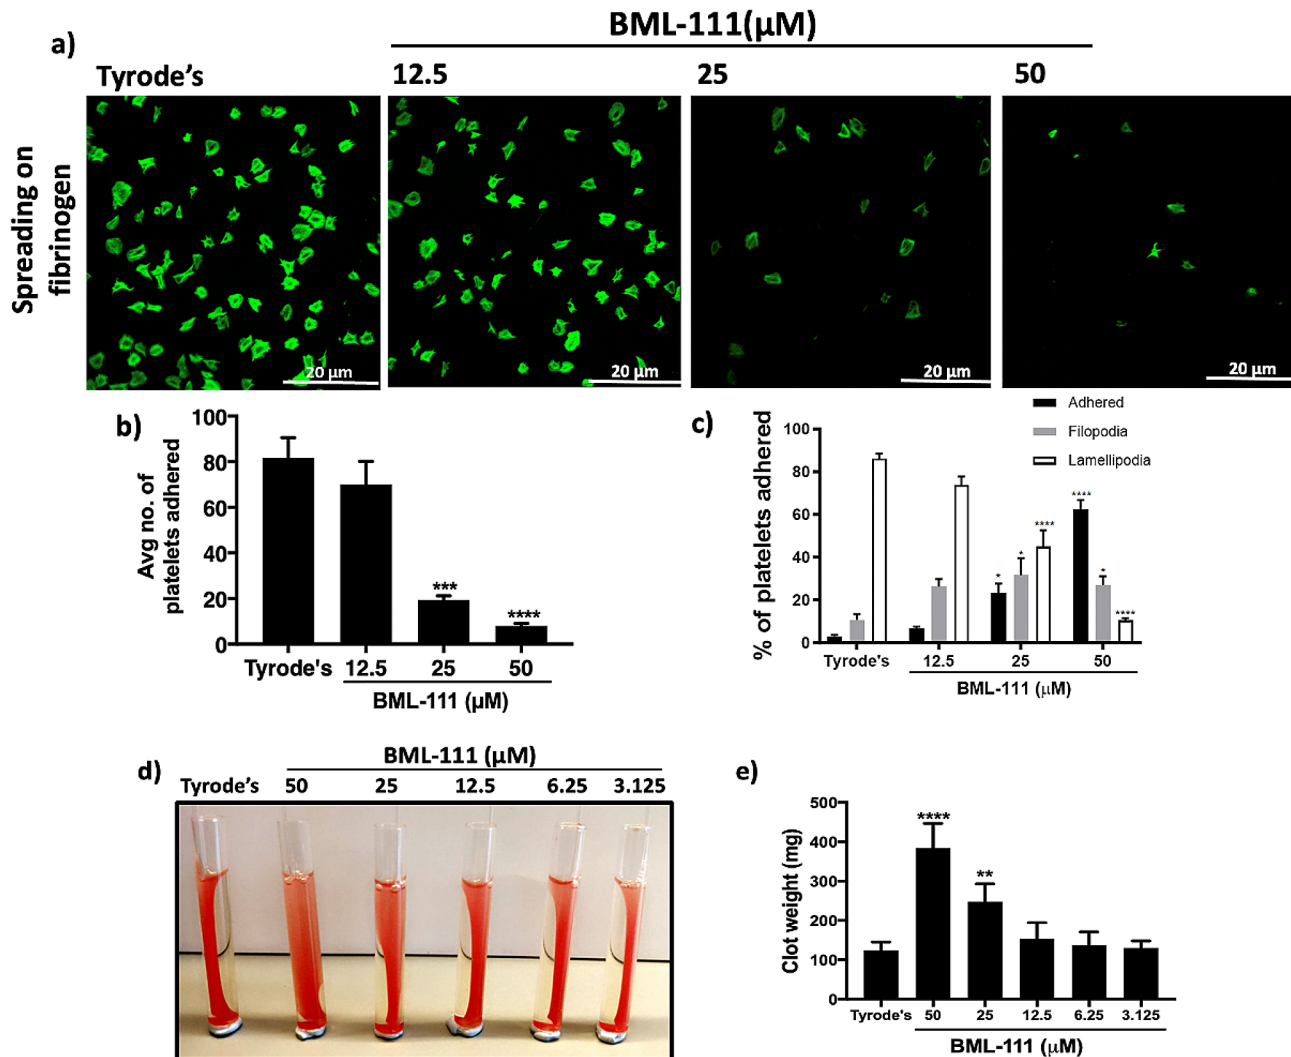 BML-111(µM)
a)
Tyrode's 12.5 25 50
Spreading on
fibrinogen
20 µm 20 µm 20 µm 20 µm
b)
Avg no. of
platelets adhered
100
80
60
40
20
0
*** ****
Tyrode's 12.5 25 50
BML-111 (µM)
c)
Adhered
Filopodia
Lamellipodia
% of platelets adhered
100
80
60
40
20
0
* * **** **** * ****
Tyrode's 12.5 25 50
BML-111 (µM)
d)
BML-111 (µM)
Tyrode's 50 25 12.5 6.25 3.125
e)
Clot weight (mg)
500
400
300
200
100
0
**** **
Tyrode's 50 25 12.5 6.25 3.125
BML-111 (µM)